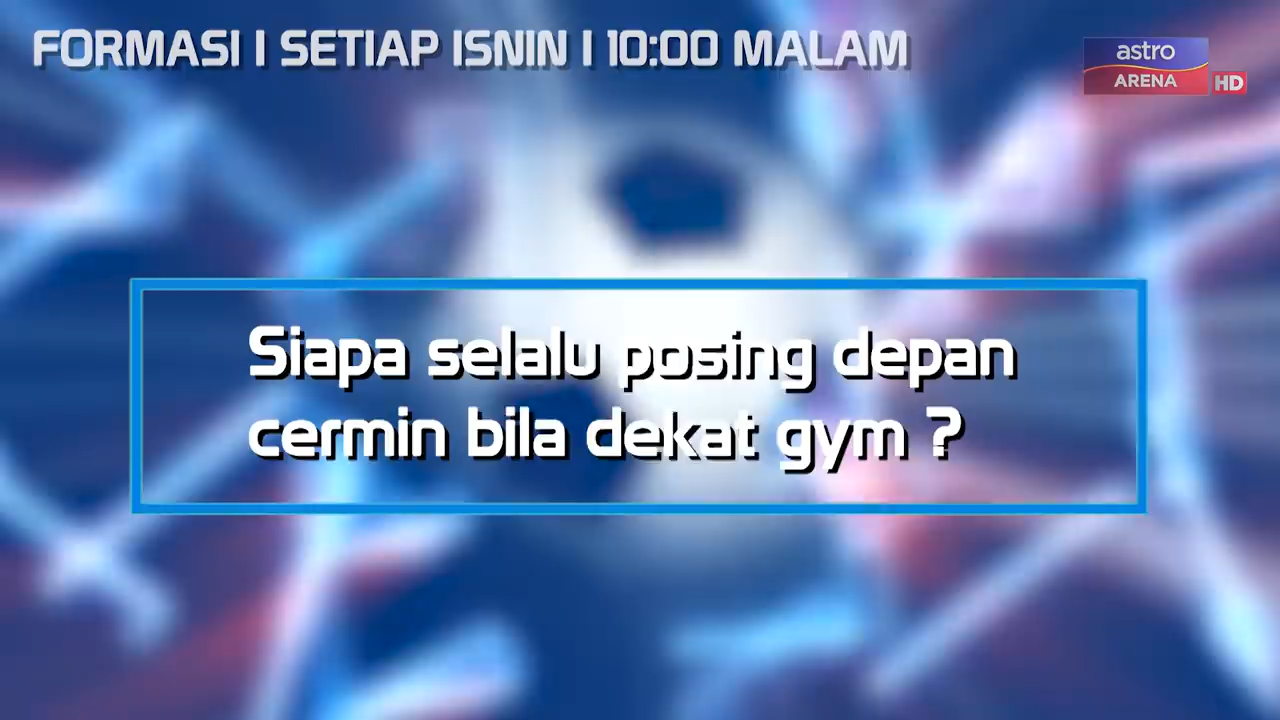 FORMASI | SETIAP ISNIN | 10:00 MALAM
astro
ARENA HD
Siapa selalu posing depan
cermin bila dekat gym ?